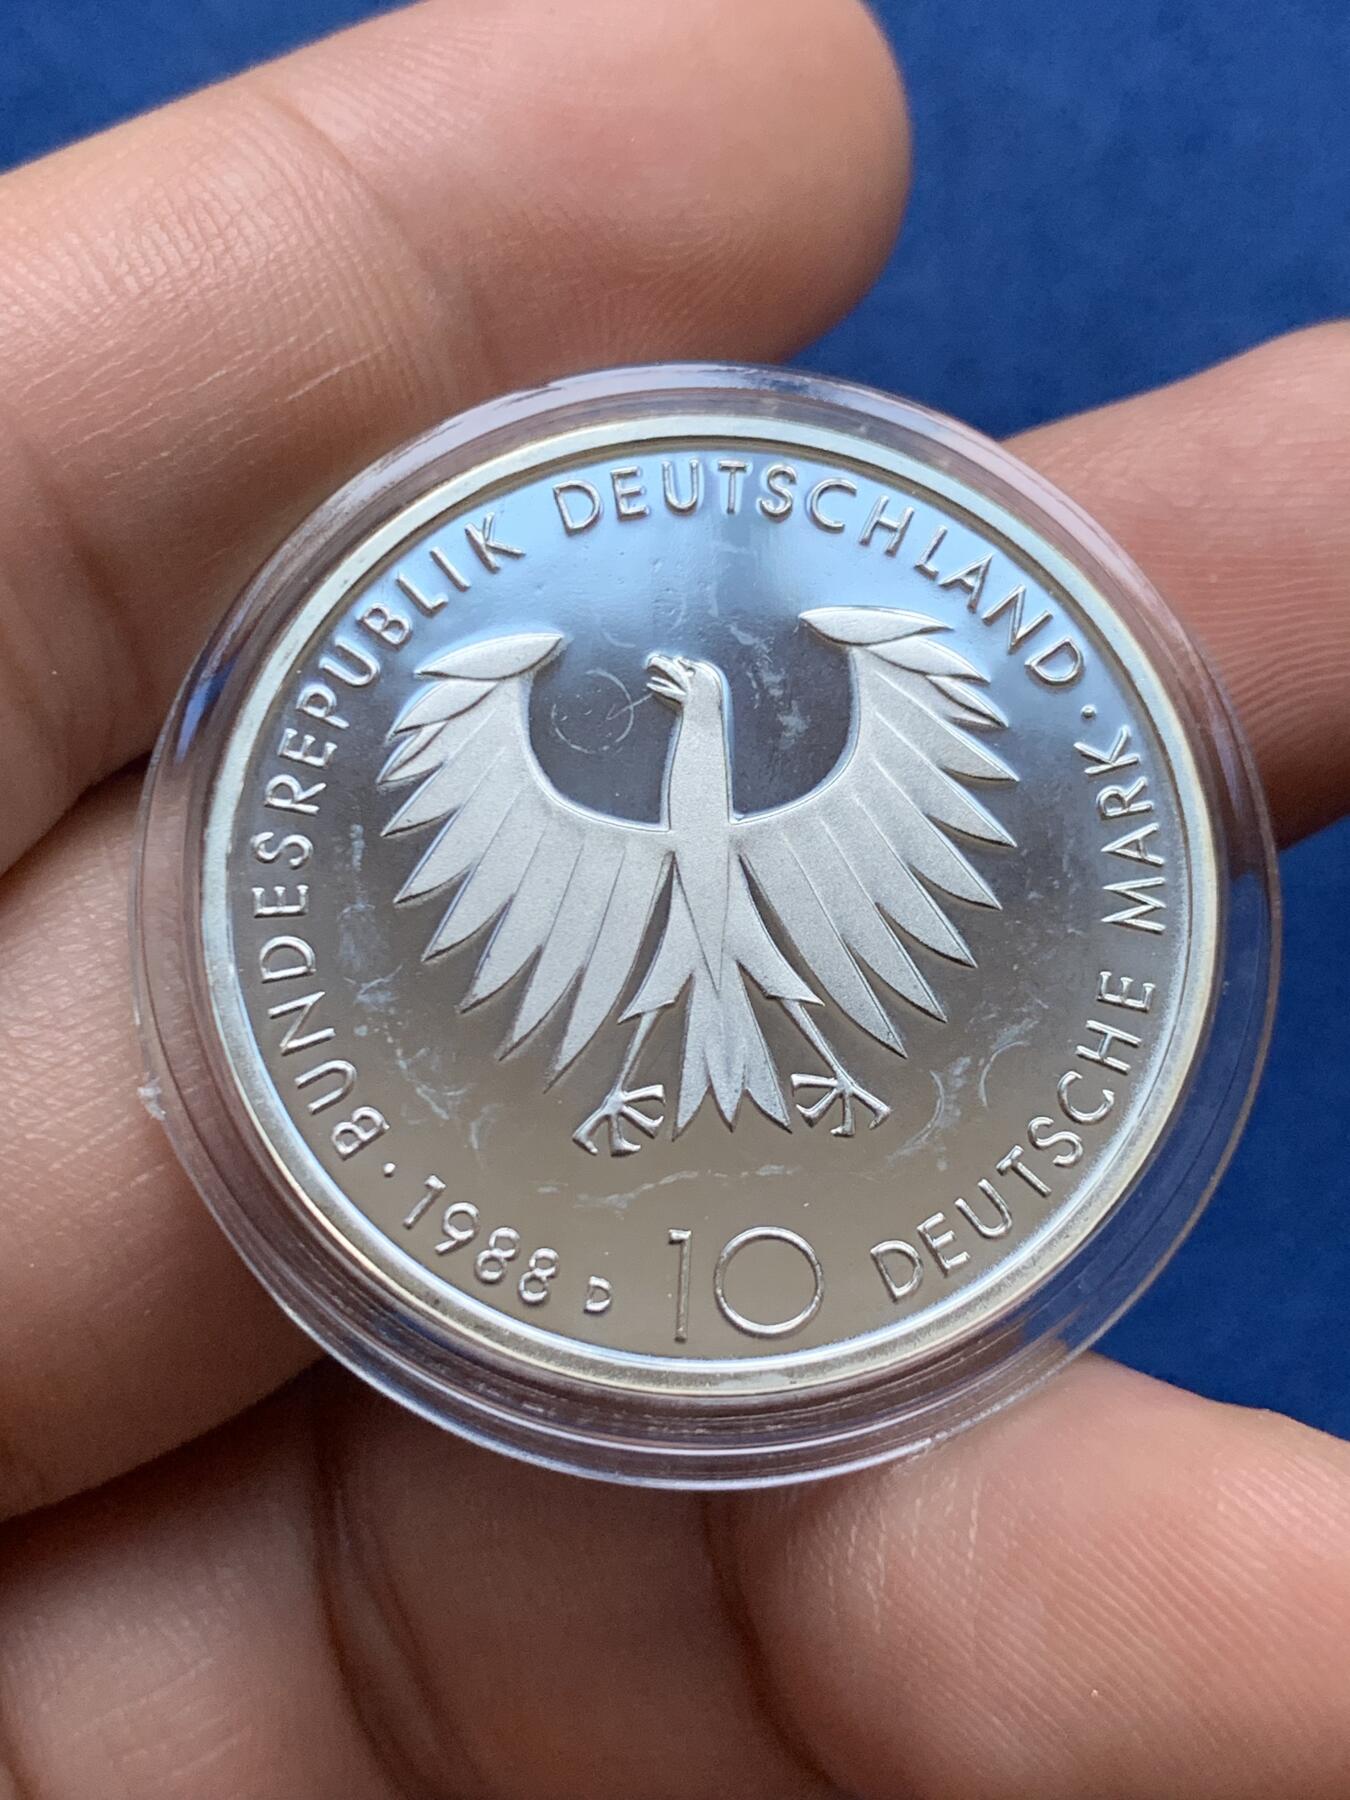 BUNDESREPUBLIK DEUTSCHLAND ·
DEUTSCHE MARK
· 1988 D 10